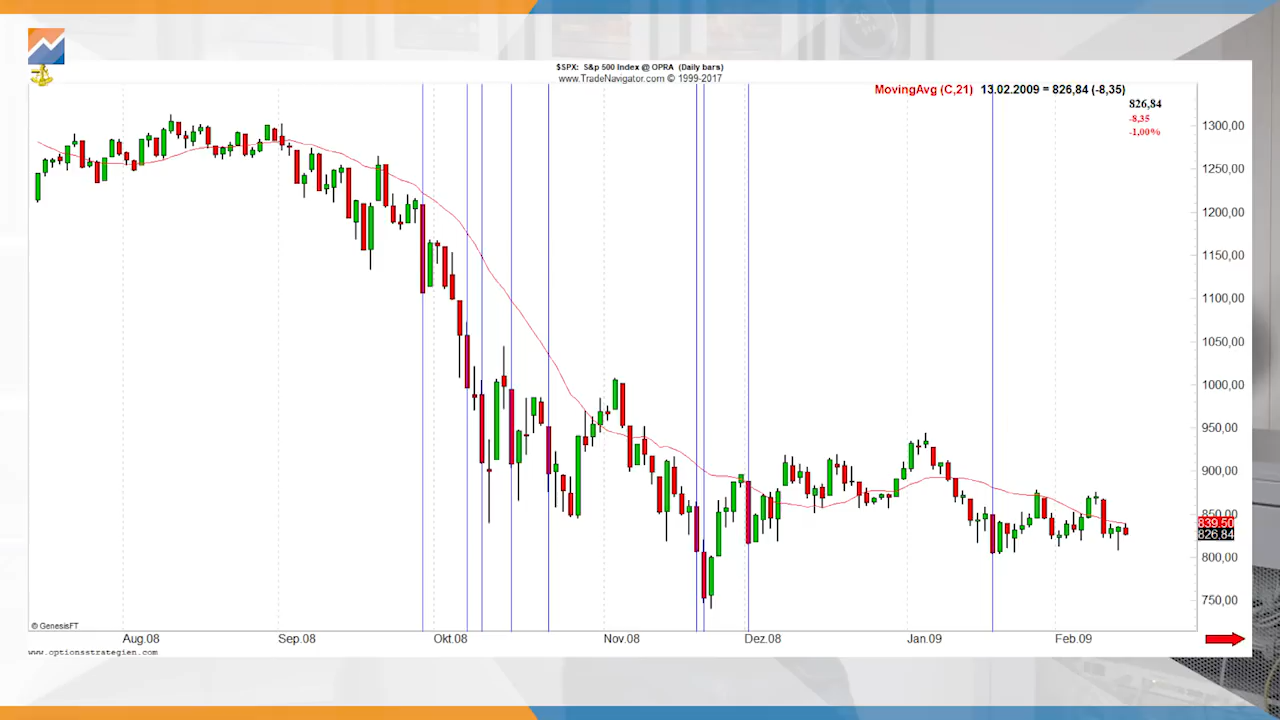 $SPX: S&p 500 Index @ OPRA (Daily bars)
www.TradeNavigator.com © 1999-2017
MovingAvg (C,21) 13.02.2009 = 826,84 (-8,35)
826,84
-8,35
-1,00%
1300,00
1250,00
1200,00
1150,00
1100,00
1050,00
1000,00
950,00
900,00
850,00
839,50
826,84
800,00
750,00
© GenesisFT
Aug.08 Sep.08 Okt.08 Nov.08 Dez.08 Jan.09 Feb.09
www.optionsstrategien.com